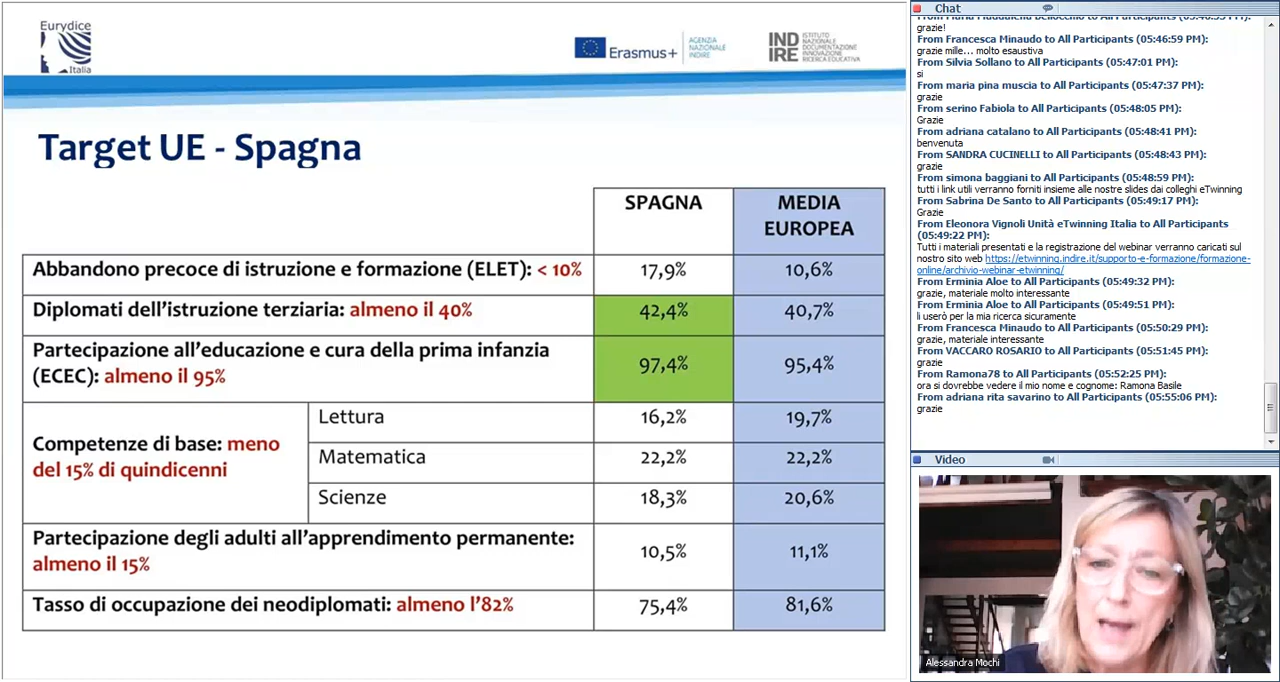 Eurydice
Italia
Erasmus+
AGENZIA
NAZIONALE
INDIRE
IND
IRE
ISTITUTO
NAZIONALE
DOCUMENTAZIONE
INNOVAZIONE
RICERCA EDUCATIVA
Target UE - Spagna
SPAGNA
MEDIA
EUROPEA
Abbandono precoce di istruzione e formazione (ELET): < 10%
17,9%
10,6%
Diplomati dell’istruzione terziaria: almeno il 40%
42,4%
40,7%
Partecipazione all’educazione e cura della prima infanzia
(ECEC): almeno il 95%
97,4%
95,4%
Competenze di base: meno
del 15% di quindicenni
Lettura
16,2%
19,7%
Matematica
22,2%
22,2%
Scienze
18,3%
20,6%
Partecipazione degli adulti all’apprendimento permanente:
almeno il 15%
10,5%
11,1%
Tasso di occupazione dei neodiplomati: almeno l’82%
75,4%
81,6%
Chat
grazie!
From Francesca Minaudo to All Participants (05:46:59 PM):
grazie mille... molto esaustiva
From Silvia Sollano to All Participants (05:47:01 PM):
si
From maria pina muscia to All Participants (05:47:37 PM):
grazie
From serino Fabiola to All Participants (05:48:05 PM):
Grazie
From adriana catalano to All Participants (05:48:41 PM):
benvenuta
From SANDRA CUCINELLI to All Participants (05:48:43 PM):
grazie
From simona baggiani to All Participants (05:48:59 PM):
tutti i link utili verranno forniti insieme alle nostre slides dai colleghi eTwinning
From Sabrina De Santo to All Participants (05:49:17 PM):
Grazie
From Eleonora Vignoli Unità eTwinning Italia to All Participants
(05:49:22 PM):
Tutti i materiali presentati e la registrazione del webinar verranno caricati sul
nostro sito web https://etwinning.indire.it/supporto-e-formazione/formazione-
online/archivio-webinar-etwinning/
From Erminia Aloe to All Participants (05:49:32 PM):
grazie, materiale molto interessante
From Erminia Aloe to All Participants (05:49:51 PM):
li userò per la mia ricerca sicuramente
From Francesca Minaudo to All Participants (05:50:29 PM):
grazie, materiale interessante
From VACCARO ROSARIO to All Participants (05:51:45 PM):
grazie
From Ramona78 to All Participants (05:52:25 PM):
ora si dovrebbe vedere il mio nome e cognome: Ramona Basile
From adriana rita savarino to All Participants (05:55:06 PM):
grazie
Video
Alessandra Mochi